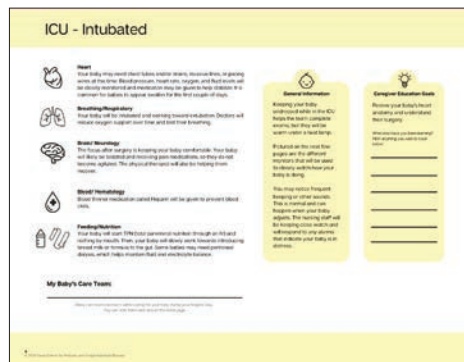 ICU - Intubated
Heart
Your baby may need chest tubes and/or drains, invasive lines, or pacing
wires at the time. Blood pressure, heart rate, oxygen, and fluid levels will
be closely monitored and medication may be given to help stabilize. It is
common for babies to appear swollen for the first couple of days.
Breathing/Respiratory
Your baby will be intubated and working toward extubation. Doctors will
reduce oxygen support over time and test their breathing.
Brain/ Neurology:
The focus after surgery is keeping your baby comfortable. Your baby
will likely be sedated and receiving pain medications, so they do not
become agitated. The physical therapist will also be helping them
recover.
Blood/ Hematology
Blood thinner medication called Heparin will be given to prevent blood
clots.
Feeding/Nutrition
Your baby will start TPN (total parenteral nutrition) through an IV and
nothing by mouth. Then, your baby will slowly work towards introducing
breast milk or formula to the gut. Some babies may need peritoneal
dialysis, which helps maintain fluid and electrolyte balance.
My Baby's Care Team:
General Information
Keeping your baby
undressed while in the ICU
helps the team complete
exams, but they will be
warm under a heat lamp.
Pictured on the next few
pages are the different
monitors that will be used
to closely watch how your
baby is doing.
You may notice frequent
beeping or other sounds.
This is normal and can
happen when your baby
adjusts. The nursing staff will
be keeping close watch and
will respond to any alarms
that indicate your baby is in
distress.
Caregiver Education Goals
Review your baby's heart
anatomy and understand
their surgery.